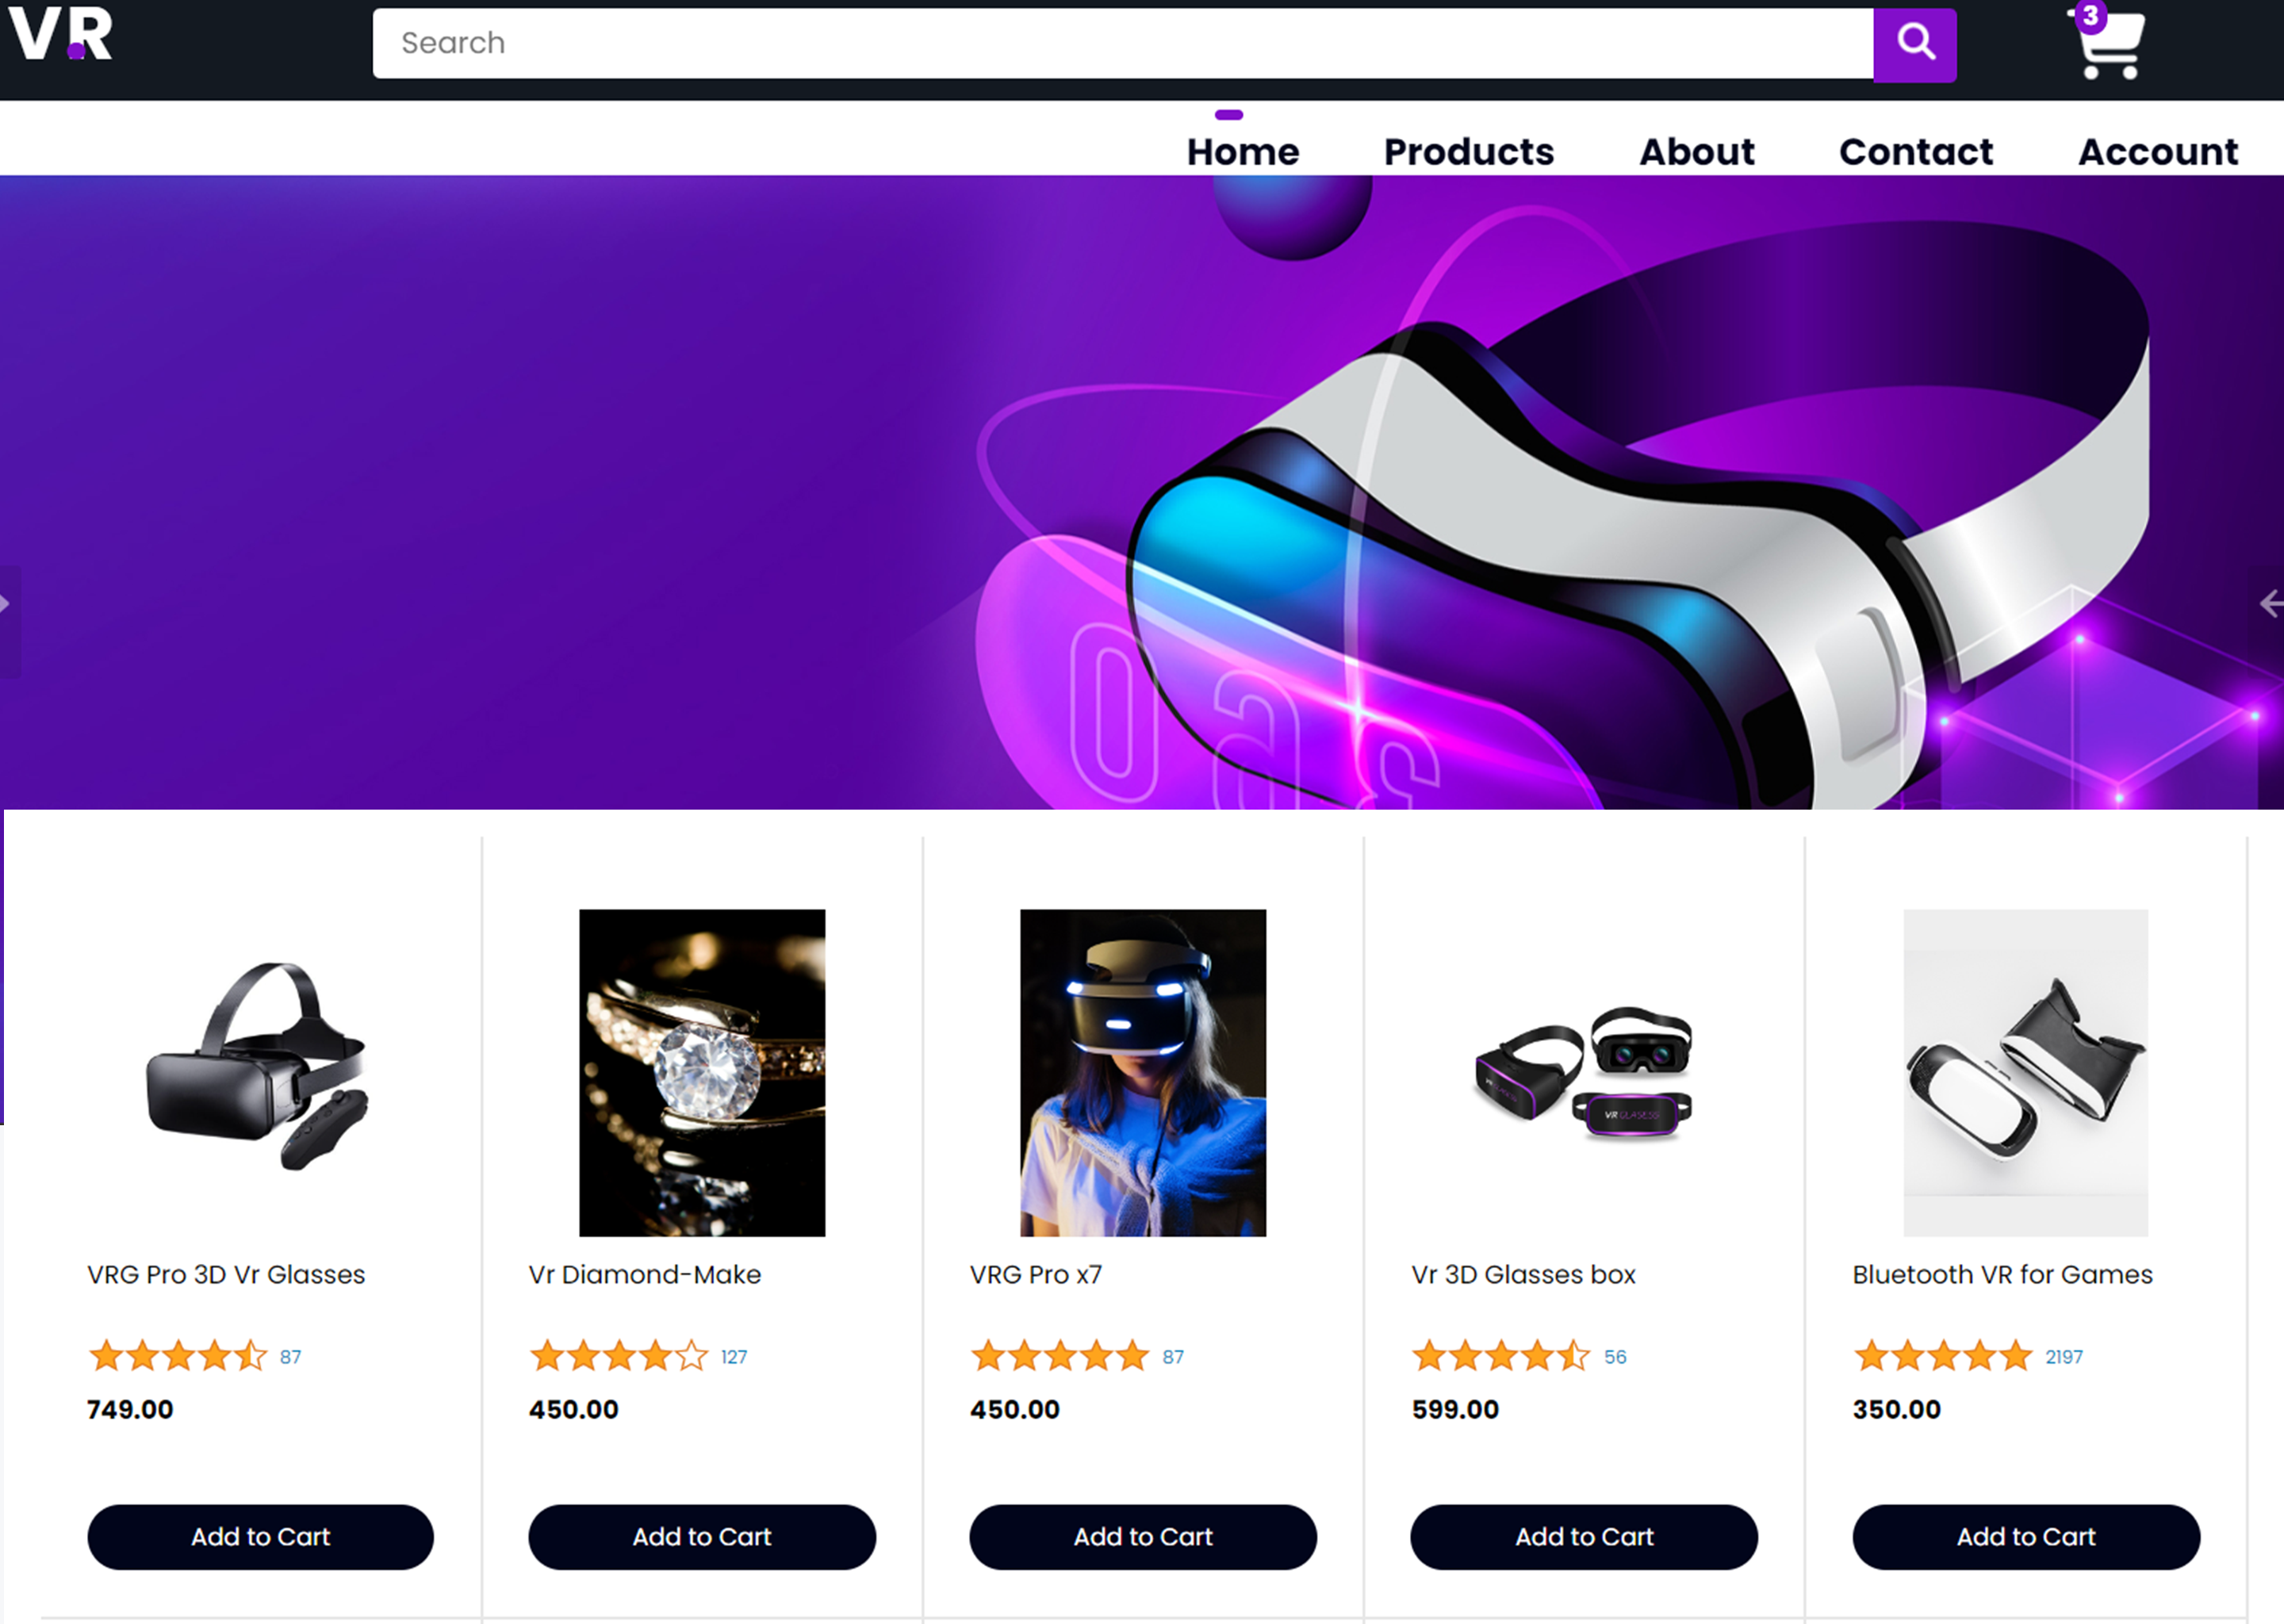 VR
Search
3
Home Products About Contact Account
VR GLASESS
VRG Pro 3D Vr Glasses
Vr Diamond-Make
VRG Pro x7
Vr 3D Glasses box
Bluetooth VR for Games
87
127
87
56
2197
749.00
450.00
450.00
599.00
350.00
Add to Cart
Add to Cart
Add to Cart
Add to Cart
Add to Cart